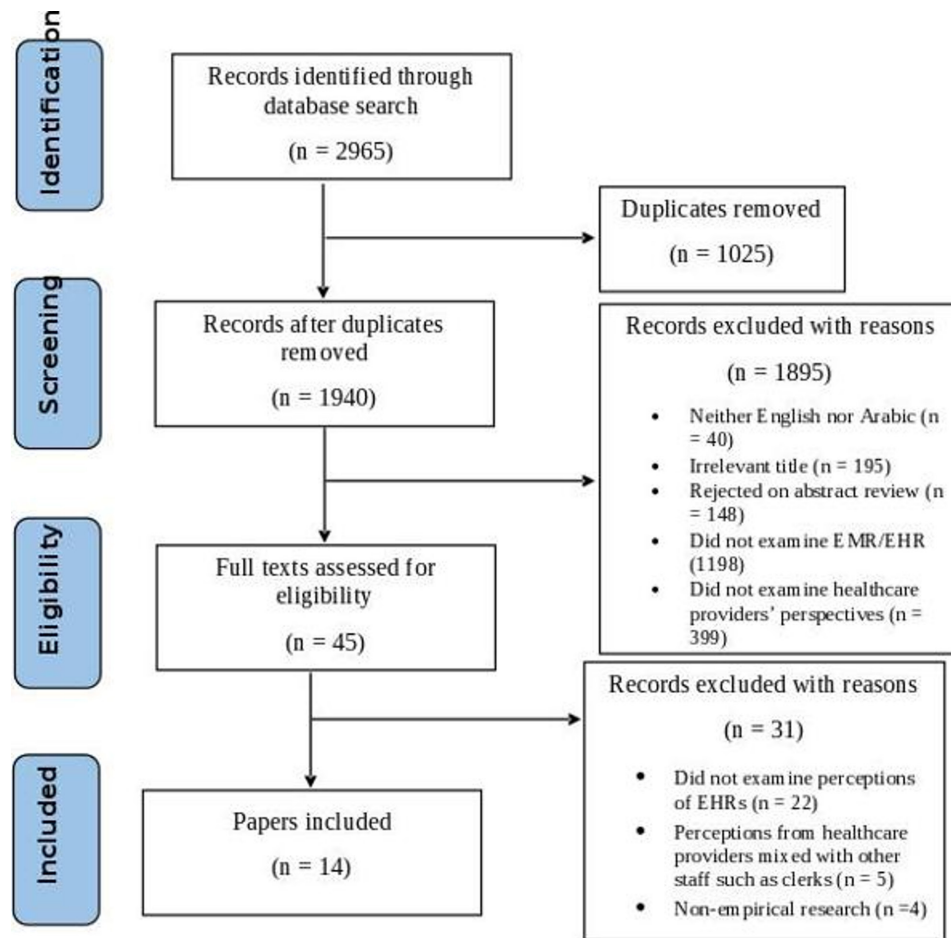 Identification
Records identified through
database search
(n = 2965)
Duplicates removed
(n = 1025)
Screening
Records after duplicates
removed
(n = 1940)
Records excluded with reasons
(n = 1895)
• Neither English nor Arabic (n
= 40)
• Irrelevant title (n = 195)
• Rejected on abstract review (n
= 148)
• Did not examine EMR/EHR
(1198)
• Did not examine healthcare
providers’ perspectives (n =
399)
Eligibility
Full texts assessed for
eligibility
(n = 45)
Records excluded with reasons
(n = 31)
• Did not examine perceptions
of EHRs (n = 22)
• Perceptions from healthcare
providers mixed with other
staff such as clerks (n = 5)
• Non-empirical research (n =4)
Included
Papers included
(n = 14)